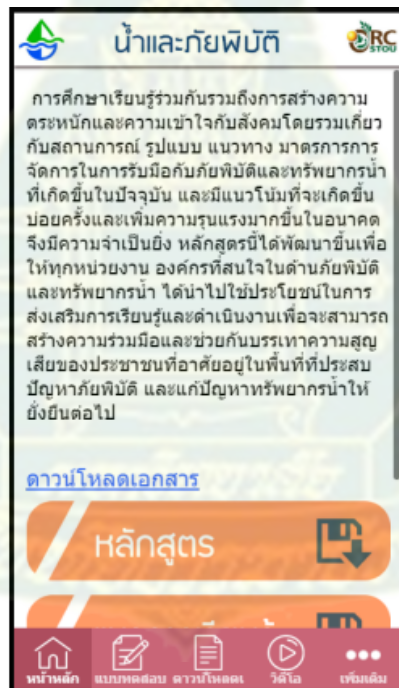 น้ำและภัยพิบัติ
RC
STOU
การศึกษาเรียนรู้ร่วมกันรวมถึงการสร้างความ
ตระหนักและความเข้าใจกับสังคมโดยรวมเกี่ยว
กับสถานการณ์ รูปแบบ แนวทาง มาตรการการ
จัดการในการรับมือกับภัยพิบัติและทรัพยากรน้ำ
ที่เกิดขึ้นในปัจจุบัน และมีแนวโน้มที่จะเกิดขึ้น
บ่อยครั้งและเพิ่มความรุนแรงมากขึ้นในอนาคต
จึงมีความจำเป็นยิ่ง หลักสูตรนี้ได้พัฒนาขึ้นเพื่อ
ให้ทุกหน่วยงาน องค์กรที่สนใจในด้านภัยพิบัติ
และทรัพยากรน้ำ ได้นำไปใช้ประโยชน์ในการ
ส่งเสริมการเรียนรู้และดำเนินงานเพื่อจะสามารถ
สร้างความร่วมมือและช่วยกันบรรเทาความสูญ
เสียของประชาชนที่อาศัยอยู่ในพื้นที่ที่ประสบ
ปัญหาภัยพิบัติ และแก้ปัญหาทรัพยากรน้ำให้
ยั่งยืนต่อไป
ดาวน์โหลดเอกสาร
หลักสูตร
หน้าหลัก แบบทดสอบ ดาวน์โหลดเ วิดีโอ เพิ่มเติม